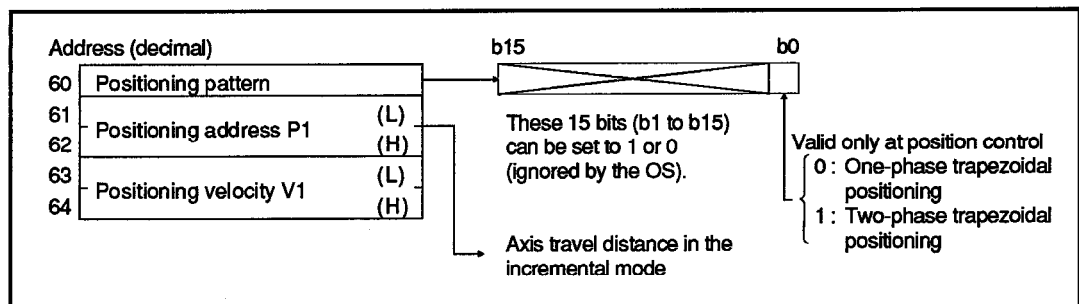 Address (decimal)
b15
b0
60 Positioning pattern
61 (L)
Positioning address P1
62 (H)
63 (L)
Positioning velocity V1
64 (H)
These 15 bits (b1 to b15)
can be set to 1 or 0
(ignored by the OS).
Valid only at position control
0 : One-phase trapezoidal
positioning
1 : Two-phase trapezoidal
positioning
Axis travel distance in the
incremental mode